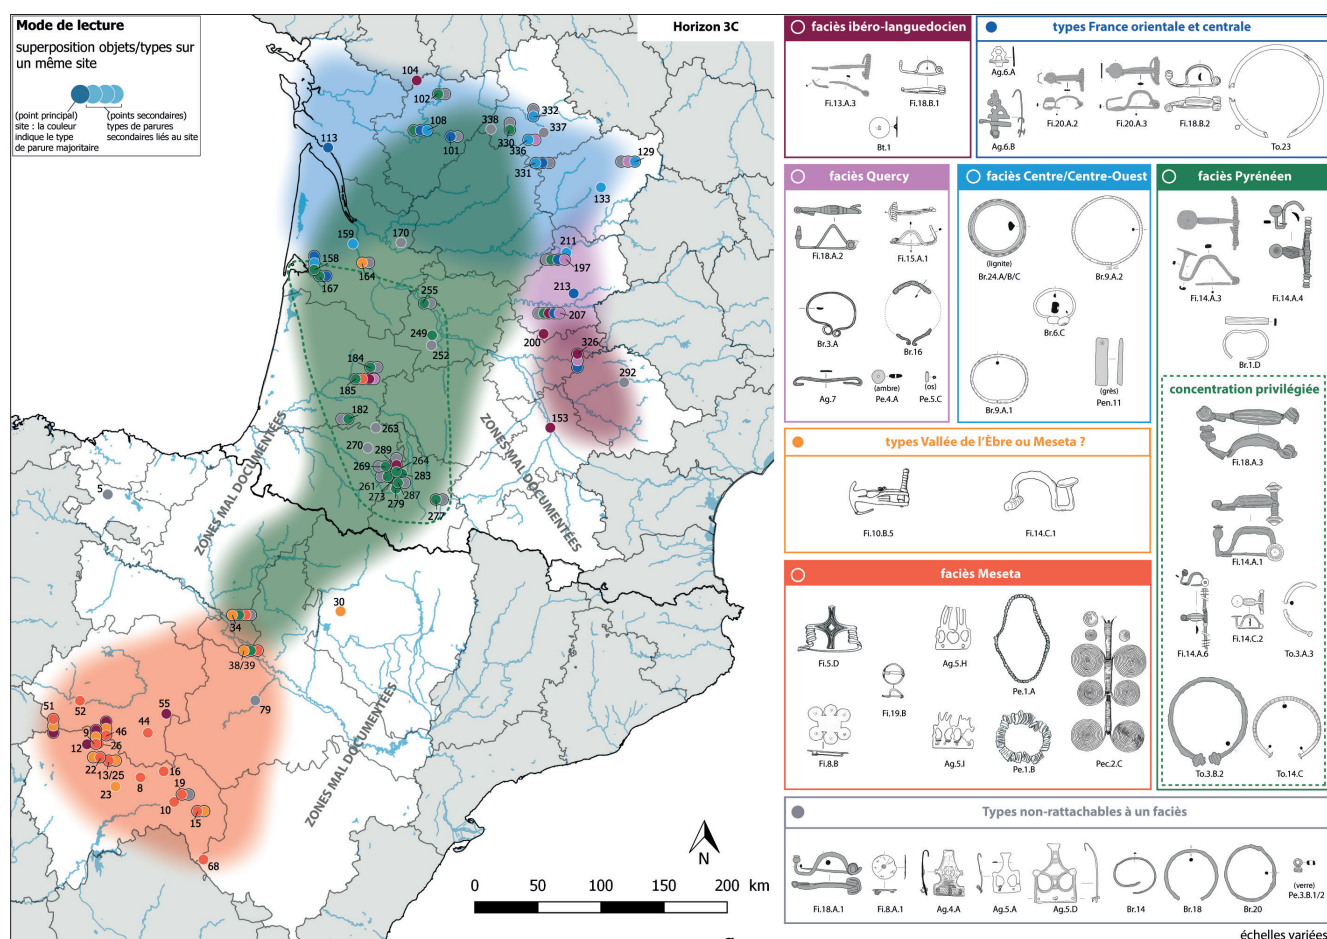 Mode de lecture
superposition objets/types sur
un même site
(point principal)
site : la couleur
indique le type
de parure majoritaire
(points secondaires)
types de parures
secondaires liés au site
Horizon 3C
104
102
108
113
101
338
330
332
337
336
331
129
133
159
170
158
167
164
211
197
213
207
200
326
292
153
255
249
252
184
185
182
263
270
289
269
264
283
261
273
287
279
277
5
30
34
38/39
79
51
52
55
44
9
46
12
26
22
13/25
23
8
16
19
10
15
68
ZONES MAL DOCUMENTÉES
ZONES MAL DOCUMENTÉES
ZONES MAL DOCUMENTÉES
N
0 50 100 150 200 km
faciès ibéro-languedocien
Fi.13.A.3
Fi.18.B.1
Bt.1
types France orientale et centrale
Ag.6.A
Ag.6.B
Fi.20.A.2
Fi.20.A.3
Fi.18.B.2
To.23
faciès Quercy
Fi.18.A.2
Fi.15.A.1
Br.3.A
Br.16
Ag.7
(ambre)
Pe.4.A
(os)
Pe.5.C
faciès Centre/Centre-Ouest
(lignite)
Br.24.A/B/C
Br.9.A.2
Br.6.C
Br.9.A.1
(grès)
Pen.11
faciès Pyrénéen
Fi.14.A.3
Fi.14.A.4
Br.1.D
concentration privilégiée
Fi.18.A.3
Fi.14.A.1
Fi.14.A.6
Fi.14.C.2
To.3.A.3
To.3.B.2
To.14.C
types Vallée de l'Èbre ou Meseta ?
Fi.10.B.5
Fi.14.C.1
faciès Meseta
Fi.5.D
Ag.5.H
Pe.1.A
Fi.19.B
Fi.8.B
Ag.5.J
Pe.1.B
Pec.2.C
Types non-rattachables à un faciès
Fi.18.A.1
Fi.8.A.1
Ag.4.A
Ag.5.A
Ag.5.D
Br.14
Br.18
Br.20
(verre)
Pe.3.B.1/2
échelles variées